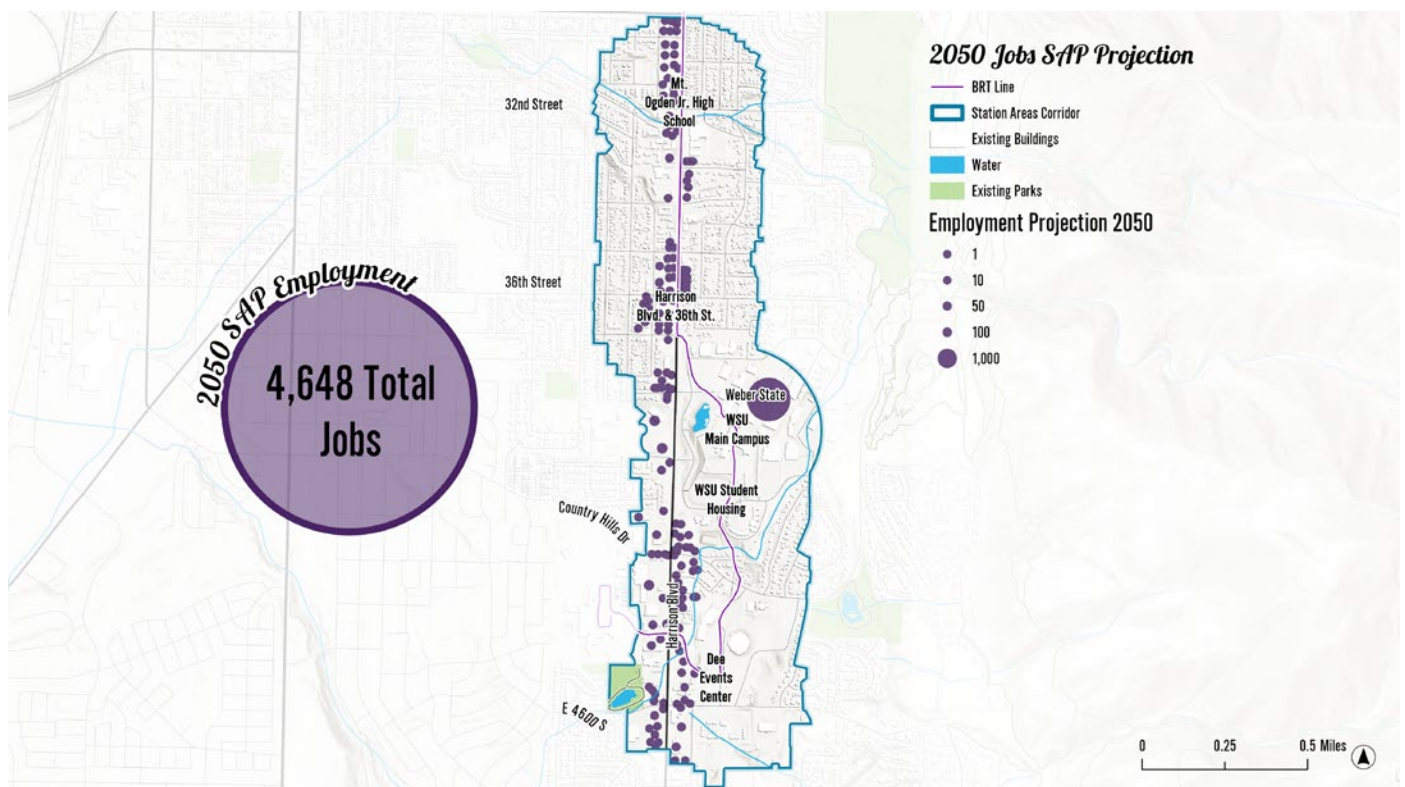 2050 Jobs SAP Projection
BRT Line
Station Areas Corridor
Existing Buildings
Water
Existing Parks
Employment Projection 2050
1
10
50
100
1,000
2050 SAP Employment
4,648 Total
Jobs
32nd Street
Mt.
Ogden Jr. High
School
36th Street
Harrison
Blvd. & 36th St.
Weber State
WSU
Main Campus
WSU Student
Housing
Country Hills Dr
Harrison Blvd
Dee
Events
Center
E 4600 S
0 0.25 0.5 Miles